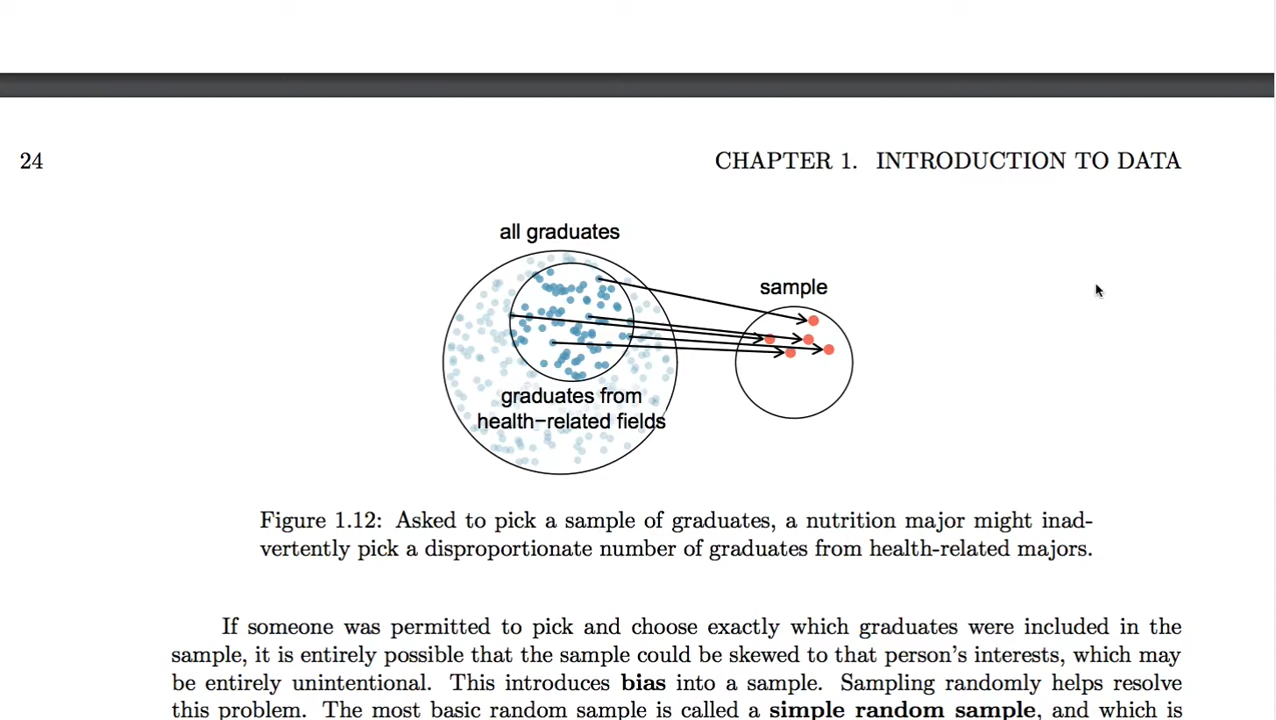 24
CHAPTER 1. INTRODUCTION TO DATA
all graduates
sample
graduates from
health−related fields
Figure 1.12: Asked to pick a sample of graduates, a nutrition major might inad-
vertently pick a disproportionate number of graduates from health-related majors.
If someone was permitted to pick and choose exactly which graduates were included in the
sample, it is entirely possible that the sample could be skewed to that person's interests, which may
be entirely unintentional. This introduces bias into a sample. Sampling randomly helps resolve
this problem. The most basic random sample is called a simple random sample, and which is